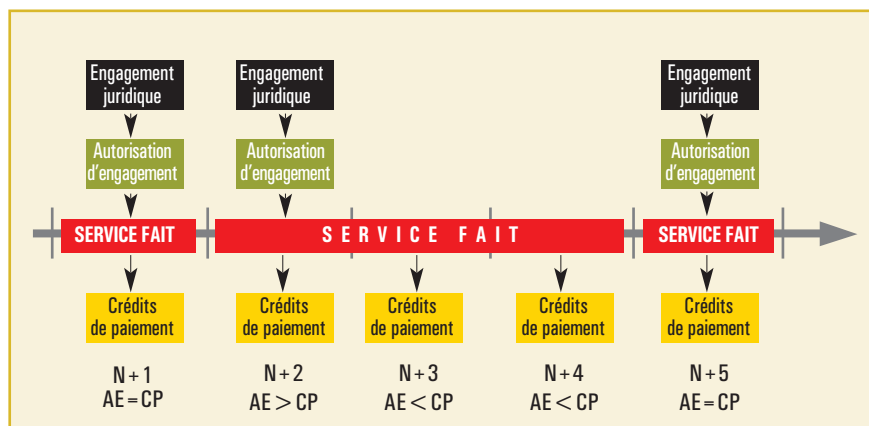 Engagement
juridique
Engagement
juridique
Engagement
juridique
Autorisation
d'engagement
Autorisation
d'engagement
Autorisation
d'engagement
SERVICE FAIT
SERVICE FAIT
SERVICE FAIT
Crédits
de paiement
Crédits
de paiement
Crédits
de paiement
Crédits
de paiement
Crédits
de paiement
N+1
AE=CP
N+2
AE>CP
N+3
AE<CP
N+4
AE<CP
N+5
AE=CP